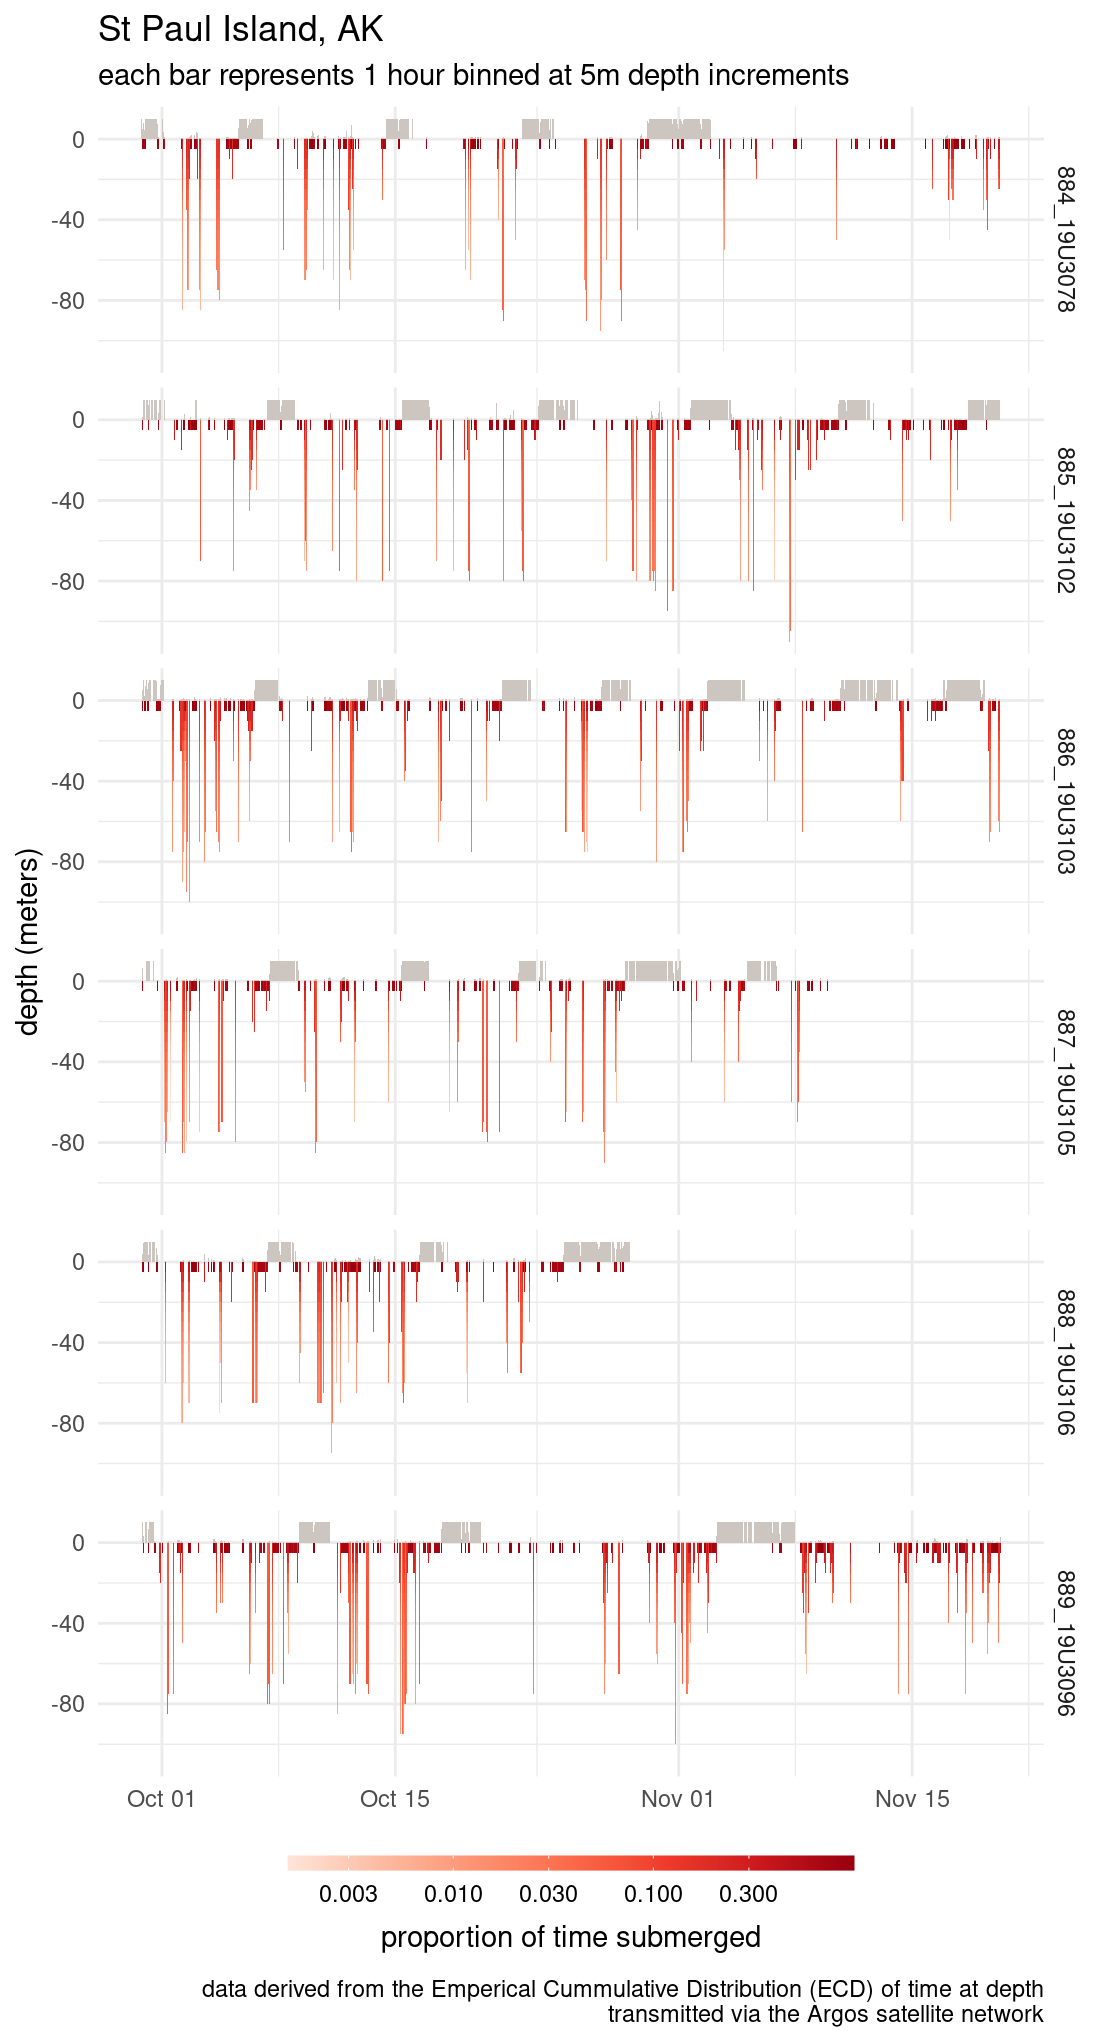 St Paul Island, AK
each bar represents 1 hour binned at 5m depth increments
0
-40
-80
884_19U3078
0
-40
-80
885_19U3102
0
-40
-80
886_19U3103
depth (meters)
0
-40
-80
887_19U3105
0
-40
-80
888_19U3106
0
-40
-80
889_19U3096
Oct 01 Oct 15 Nov 01 Nov 15
0.003 0.010 0.030 0.100 0.300
proportion of time submerged
data derived from the Emperical Cummulative Distribution (ECD) of time at depth
transmitted via the Argos satellite network